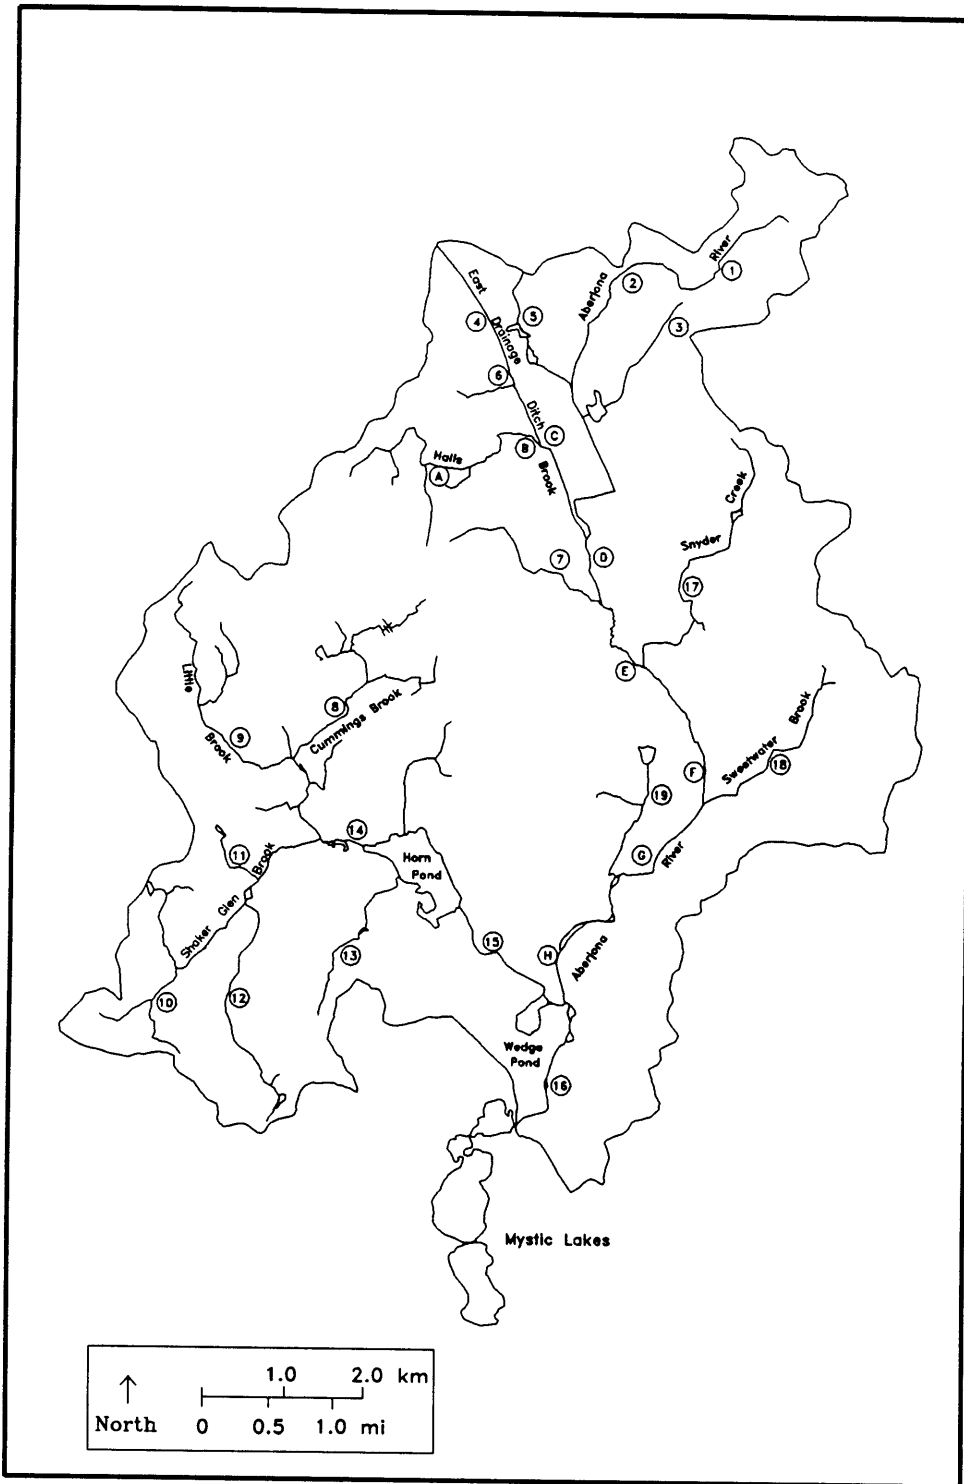 River
1
Aberjona
2
3
East
Drainage
Ditch
4
5
6
C
B
Halls
A
Brook
7
D
Creek
Snyder
17
E
Little
Brook
9
8
Cummings Brook
F
Sweetwater
Brook
18
19
G
River
14
Horn
Pond
11
Shaker Glen
Brook
10
12
13
15
H
Aberjona
Wedge
Pond
16
Mystic Lakes
North
1.0
2.0 km
0
0.5
1.0 mi